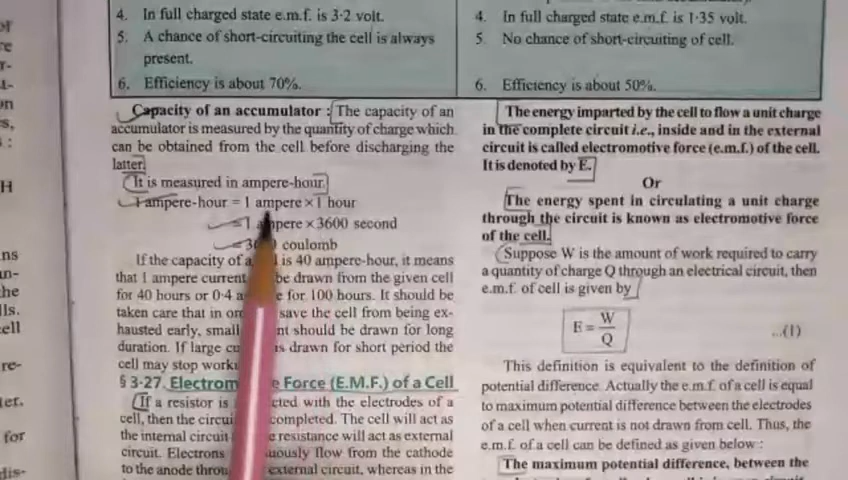 of
re
r-
t-
on
s,
s :
H
ns
un-
the
lls.
cell
re-
ter.
for
dis-
4. In full charged state e.m.f. is 3·2 volt.
5. A chance of short-circuiting the cell is always
present.
6. Efficiency is about 70%.
4. In full charged state e.m.f. is 1·35 volt.
5. No chance of short-circuiting of cell.
6. Efficiency is about 50%.
Capacity of an accumulator : The capacity of an
accumulator is measured by the quantity of charge which
can be obtained from the cell before discharging the
latter.
It is measured in ampere-hour.
1 ampere-hour = 1 ampere × 1 hour
= 1 ampere × 3600 second
= coulomb
If the capacity of a is 40 ampere-hour, it means
that 1 ampere current be drawn from the given cell
for 40 hours or 0·4 for 100 hours. It should be
taken care that in save the cell from being ex-
hausted early, small should be drawn for long
duration. If large is drawn for short period the
cell may stop
§ 3·27. Force (E.M.F.) of a Cell
If a resistor is with the electrodes of a
cell, then the completed. The cell will act as
the internal circuit resistance will act as external
circuit. Electrons flow from the cathode
to the anode external circuit, whereas in the
The energy imparted by the cell to flow a unit charge
in the complete circuit i.e., inside and in the external
circuit is called electromotive force (e.m.f.) of the cell.
It is denoted by E.
Or
The energy spent in circulating a unit charge
through the circuit is known as electromotive force
of the cell.
Suppose W is the amount of work required to carry
a quantity of charge Q through an electrical circuit, then
e.m.f. of cell is given by
E = W/Q ...(1)
This definition is equivalent to the definition of
potential difference. Actually the e.m.f. of a cell is equal
to maximum potential difference between the electrodes
of a cell when current is not drawn from cell. Thus, the
e.m.f. of a cell can be defined as given below :
The maximum potential difference, between the